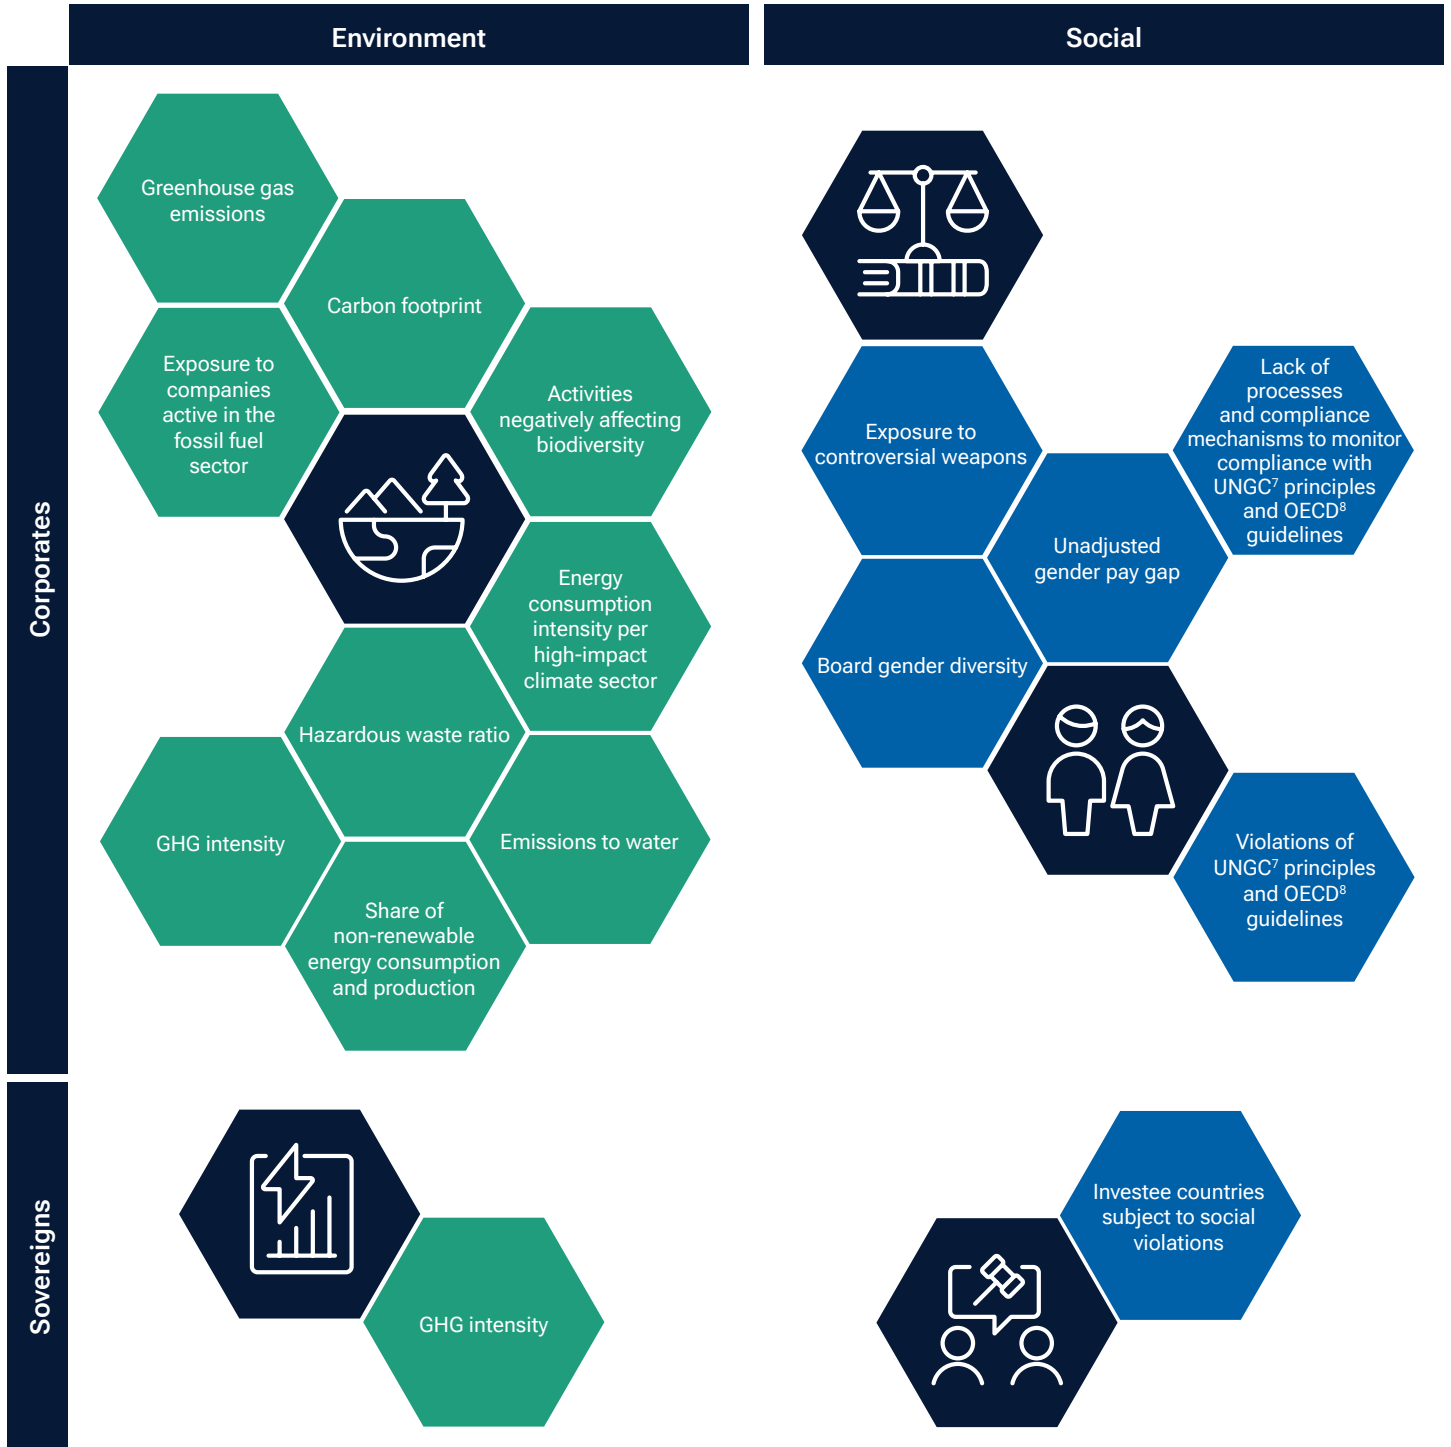 Environment
Social
Corporates
Greenhouse gas
emissions
Carbon footprint
Exposure to
companies
active in the
fossil fuel
sector
Activities
negatively affecting
biodiversity
Energy
consumption
intensity per
high-impact
climate sector
Hazardous waste ratio
GHG intensity
Emissions to water
Share of
non-renewable
energy consumption
and production
Exposure to
controversial weapons
Lack of
processes
and compliance
mechanisms to monitor
compliance with
UNGC⁷ principles
and OECD⁸
guidelines
Unadjusted
gender pay gap
Board gender diversity
Violations of
UNGC⁷ principles
and OECD⁸
guidelines
Sovereigns
GHG intensity
Investee countries
subject to social
violations